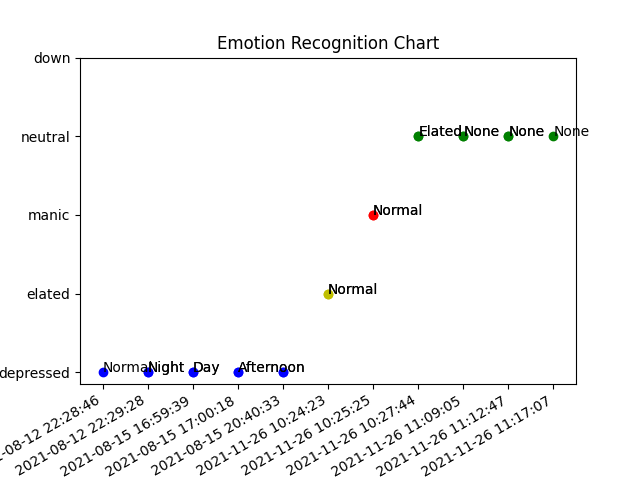 Emotion Recognition Chart
down
neutral
Elated None None None
manic
Normal
elated
Normal
depressed
Normal Night Day Afternoon
-08-12 22:28:46
2021-08-12 22:29:28
2021-08-15 16:59:39
2021-08-15 17:00:18
2021-08-15 20:40:33
2021-11-26 10:24:23
2021-11-26 10:25:25
2021-11-26 10:27:44
2021-11-26 11:09:05
2021-11-26 11:12:47
2021-11-26 11:17:07